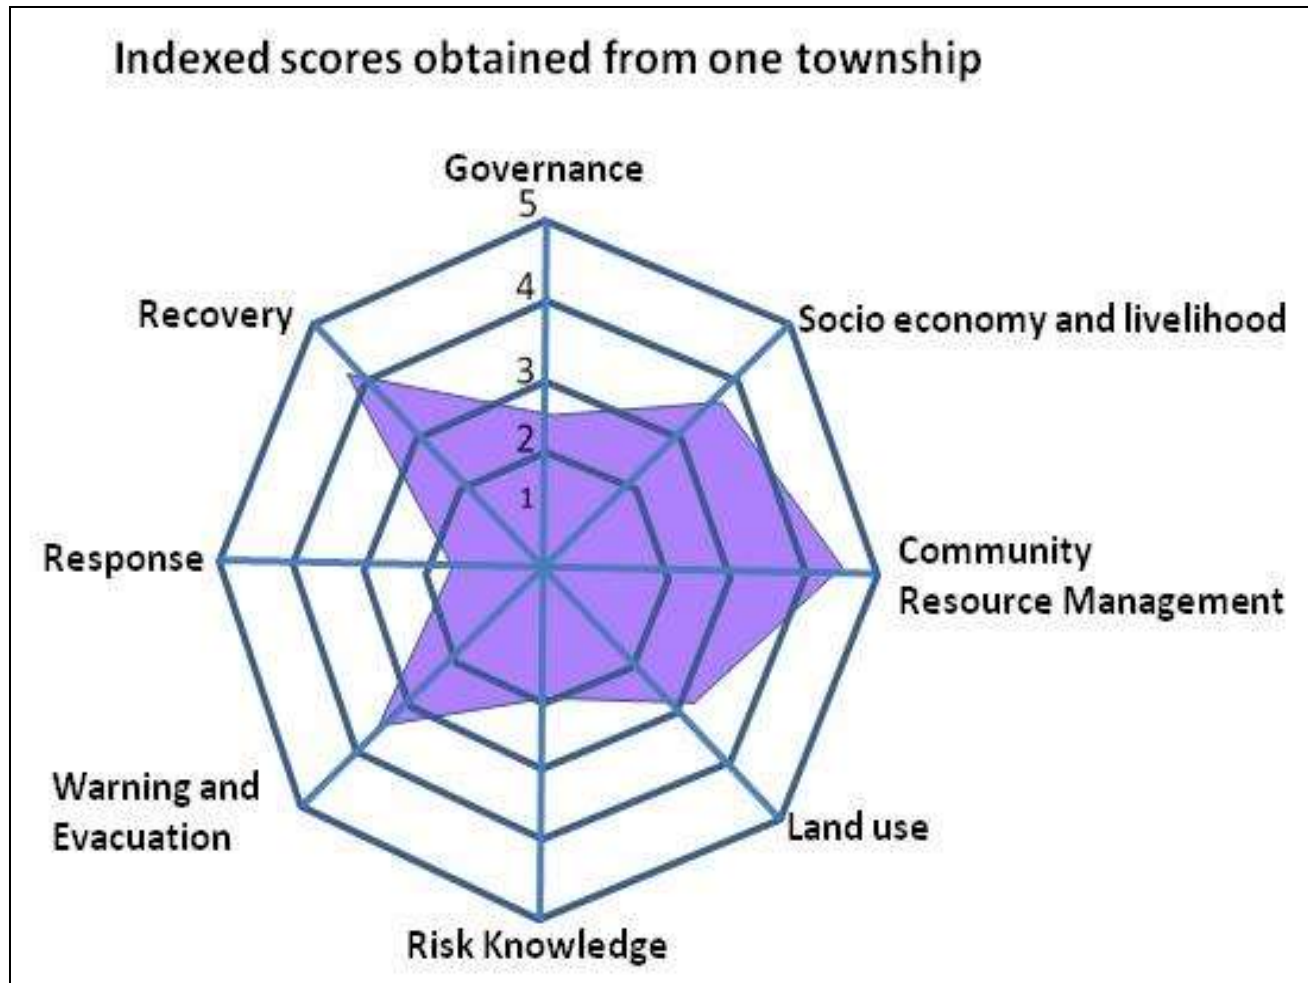 Indexed scores obtained from one township
Governance
5
4
3
2
1
Recovery
Socio economy and livelihood
Response
Community
Resource Management
Warning and
Evacuation
Land use
Risk Knowledge